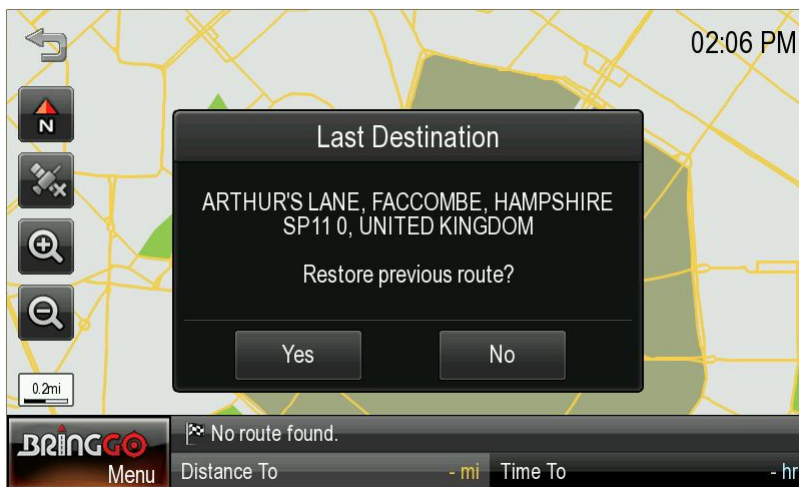 02:06 PM
N
Last Destination
ARTHUR'S LANE, FACCOMBE, HAMPSHIRE
SP11 0, UNITED KINGDOM
Restore previous route?
Yes
No
0.2mi
BRINGGO
Menu
No route found.
Distance To - mi Time To - hr